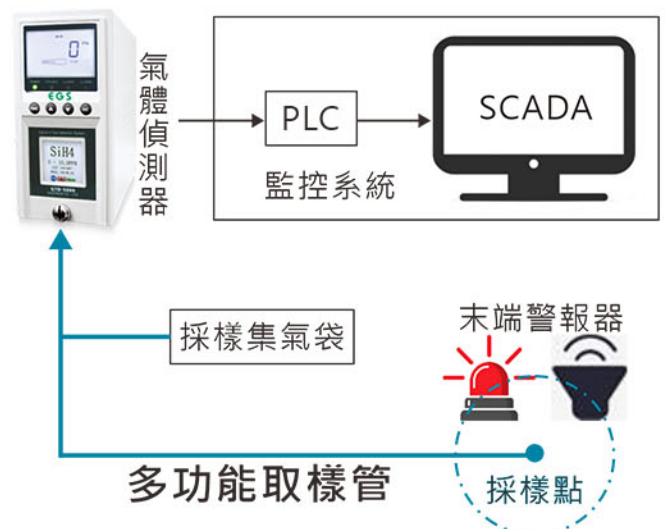 EGS
SiH4
氣體偵測器
PLC
SCADA
監控系統
採樣集氣袋
末端警報器
多功能取樣管
採樣點